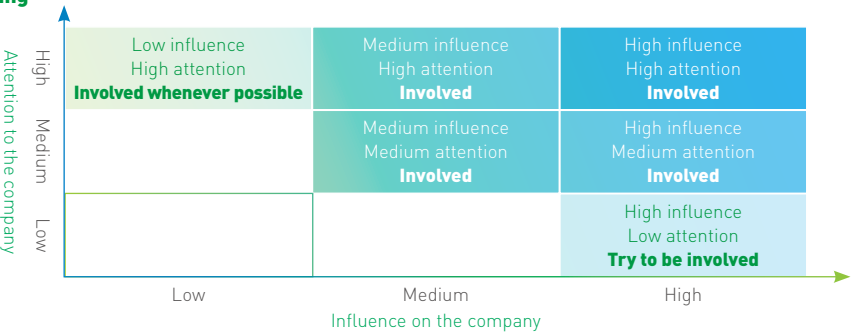 High
Medium
Low
Attention to the company
Low influence
High attention
Involved whenever possible
Medium influence
High attention
Involved
High influence
High attention
Involved
Medium influence
Medium attention
Involved
High influence
Medium attention
Involved
High influence
Low attention
Try to be involved
Low
Medium
High
Influence on the company